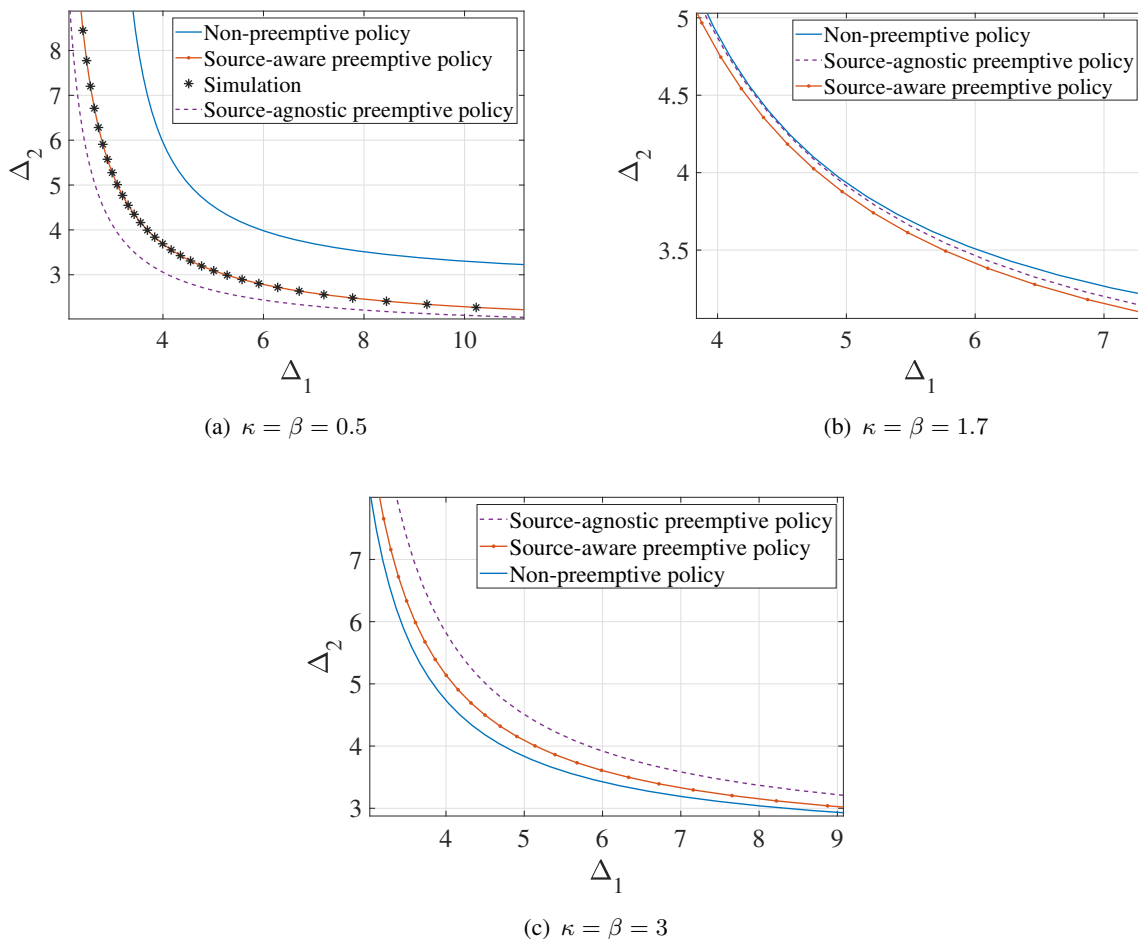 Non-preemptive policy
Source-aware preemptive policy
Simulation
Source-agnostic preemptive policy
8
7
6
5
4
3
Δ₂
4 6 8 10
Δ₁
(a) κ = β = 0.5
Non-preemptive policy
Source-agnostic preemptive policy
Source-aware preemptive policy
5
4.5
4
3.5
Δ₂
4 5 6 7
Δ₁
(b) κ = β = 1.7
Source-agnostic preemptive policy
Source-aware preemptive policy
Non-preemptive policy
7
6
5
4
3
Δ₂
4 5 6 7 8 9
Δ₁
(c) κ = β = 3